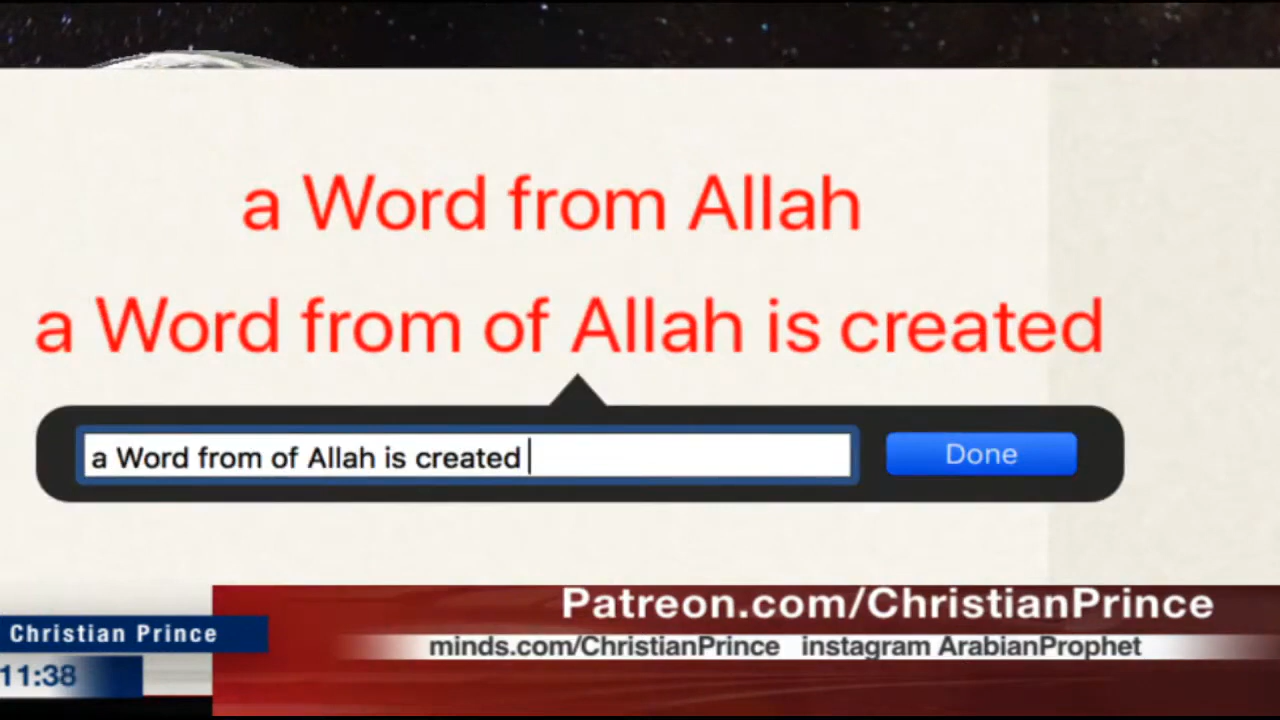 a Word from Allah
a Word from of Allah is created
a Word from of Allah is created
Done
Patreon.com/ChristianPrince
Christian Prince
minds.com/ChristianPrince instagram ArabianProphet
11:38